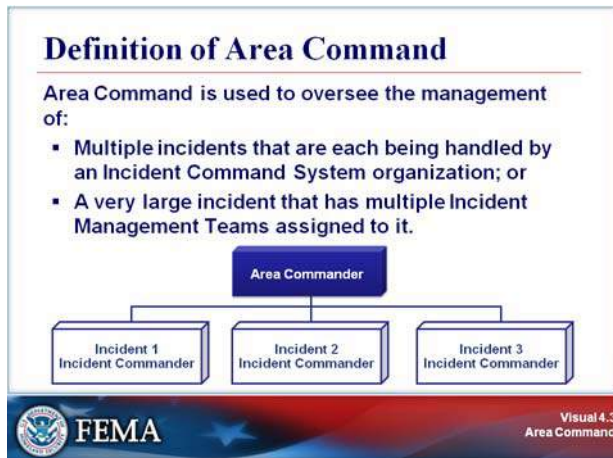 Definition of Area Command
Area Command is used to oversee the management
of:
▪ Multiple incidents that are each being handled by
an Incident Command System organization; or
▪ A very large incident that has multiple Incident
Management Teams assigned to it.
Area Commander
Incident 1
Incident Commander
Incident 2
Incident Commander
Incident 3
Incident Commander
FEMA
Visual 4.3
Area Command